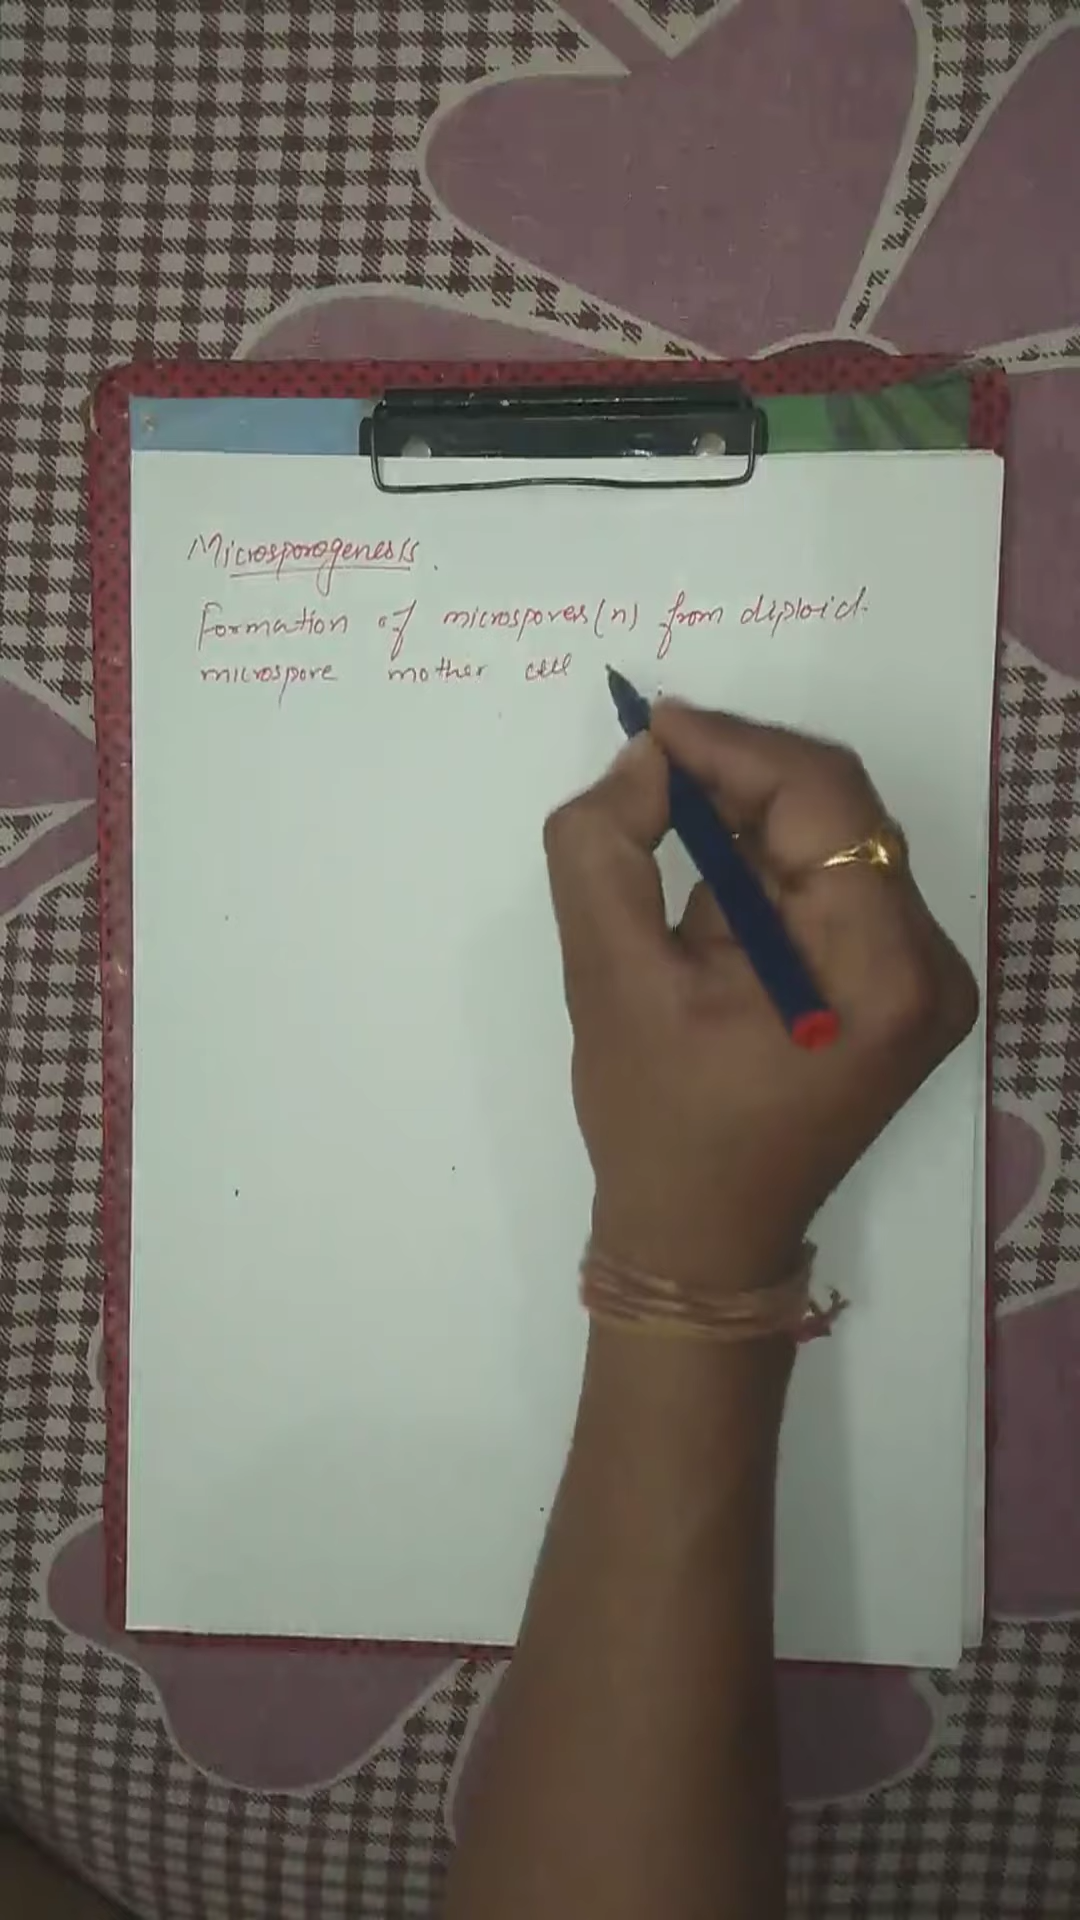 Microsporogenesis.
Formation of microspores (n) from diploid.
microspore mother cell